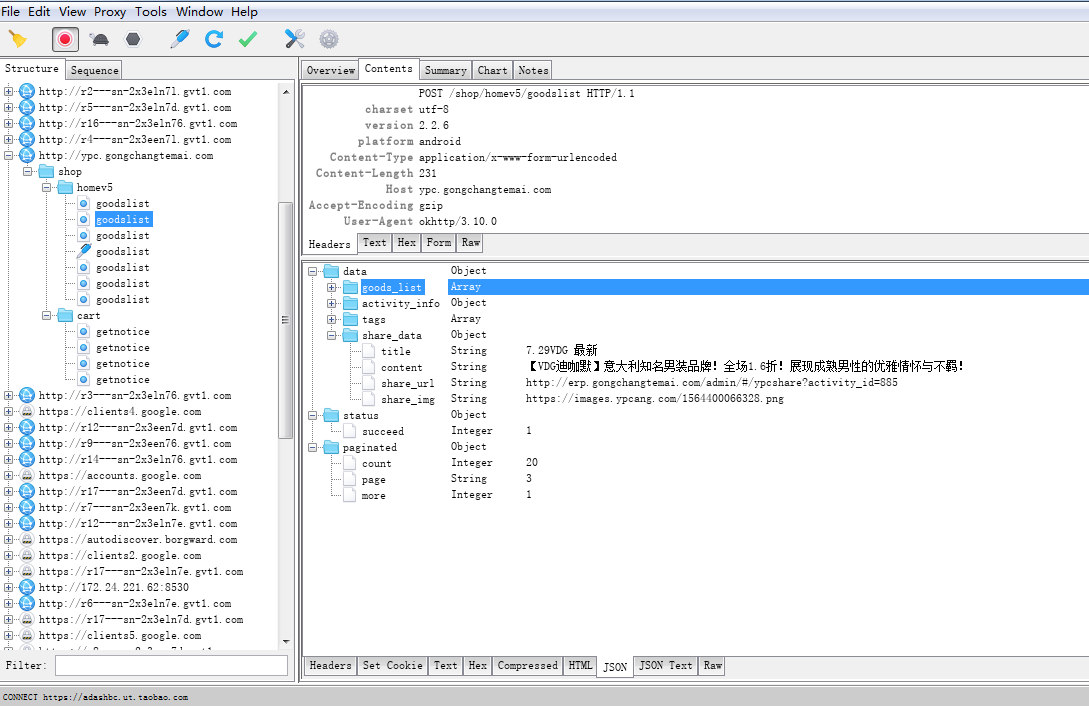 File Edit View Proxy Tools Window Help
Structure Sequence
http://r2---sn-2x3eln7l.gvt1.com
http://r5---sn-2x3eln7d.gvt1.com
http://r16---sn-2x3eln76.gvt1.com
http://r4---sn-2x3een7l.gvt1.com
http://ypc.gongchangtemai.com
shop
homev5
goodslist
goodslist
goodslist
goodslist
goodslist
goodslist
goodslist
cart
getnotice
getnotice
getnotice
getnotice
http://r3---sn-2x3eln76.gvt1.com
https://clients4.google.com
http://r12---sn-2x3een7d.gvt1.com
http://r9---sn-2x3een76.gvt1.com
http://r14---sn-2x3eln76.gvt1.com
https://accounts.google.com
http://r17---sn-2x3een7d.gvt1.com
http://r7---sn-2x3een7k.gvt1.com
http://r12---sn-2x3eln7e.gvt1.com
https://autodiscover.borgward.com
https://clients2.google.com
https://r17---sn-2x3eln7e.gvt1.com
http://172.24.221.62:8530
http://r6---sn-2x3eln7e.gvt1.com
https://r17---sn-2x3eln7d.gvt1.com
https://clients5.google.com
Filter:
Overview Contents Summary Chart Notes
POST /shop/homev5/goodslist HTTP/1.1
charset utf-8
version 2.2.6
platform android
Content-Type application/x-www-form-urlencoded
Content-Length 231
Host ypc.gongchangtemai.com
Accept-Encoding gzip
User-Agent okhttp/3.10.0
Headers Text Hex Form Raw
data Object
goods_list Array
activity_info Object
tags Array
share_data Object
title String 7.29VDG 最新
content String 【VDG迪咖默】意大利知名男装品牌！全场1.6折！展现成熟男性的优雅情怀与不羁！
share_url String http://erp.gongchangtemai.com/admin/#/ypcshare?activity_id=885
share_img String https://images.ypcang.com/1564400066328.png
status Object
succeed Integer 1
paginated Object
count Integer 20
page String 3
more Integer 1
Headers Set Cookie Text Hex Compressed HTML JSON JSON Text Raw
CONNECT https://adashbc.ut.taobao.com